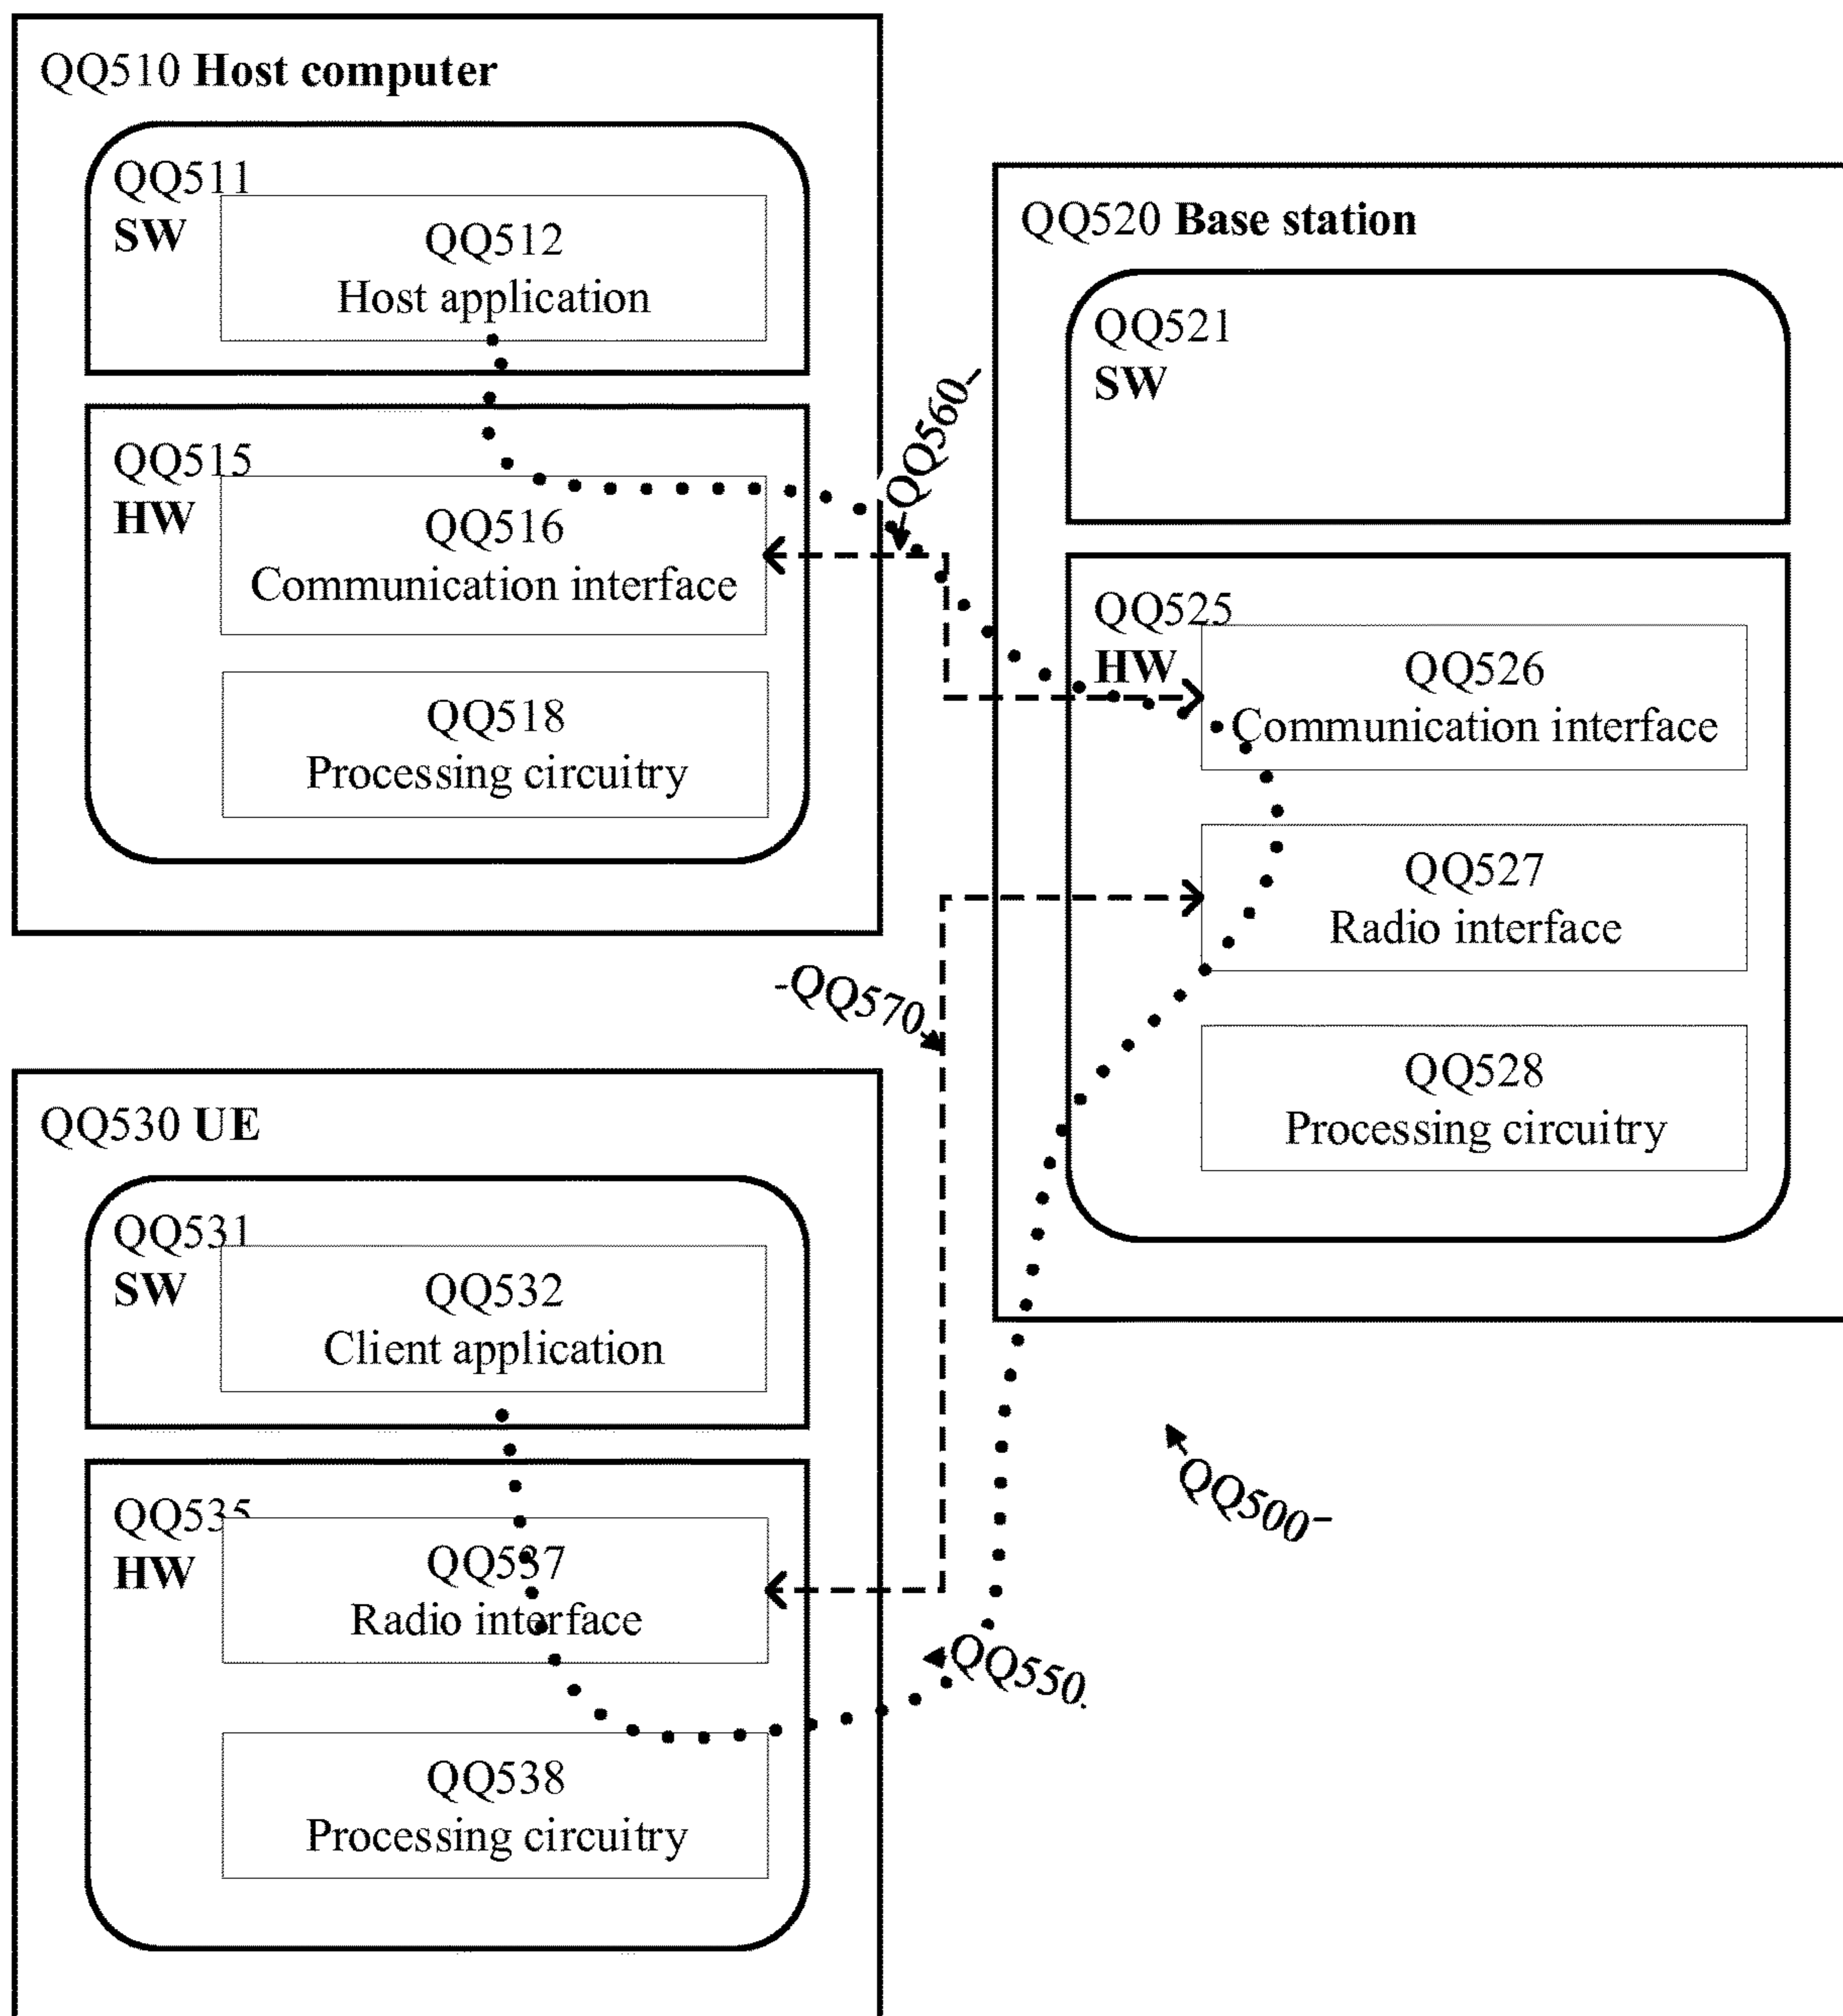 QQ510 Host computer
QQ511
SW
QQ512
Host application
QQ515
HW
QQ516
Communication interface
QQ518
Processing circuitry
QQ560
QQ520 Base station
QQ521
SW
QQ525
HW
QQ526
Communication interface
QQ527
Radio interface
QQ528
Processing circuitry
QQ570
QQ530 UE
QQ531
SW
QQ532
Client application
QQ535
HW
QQ537
Radio interface
QQ538
Processing circuitry
QQ550
QQ500